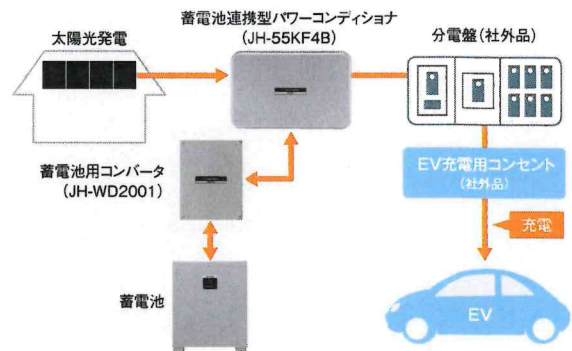 太陽光発電
蓄電池連携型パワーコンディショナ
(JH-55KF4B)
分電盤(社外品)
蓄電池用コンバータ
(JH-WD2001)
EV充電用コンセント
(社外品)
充電
蓄電池
EV